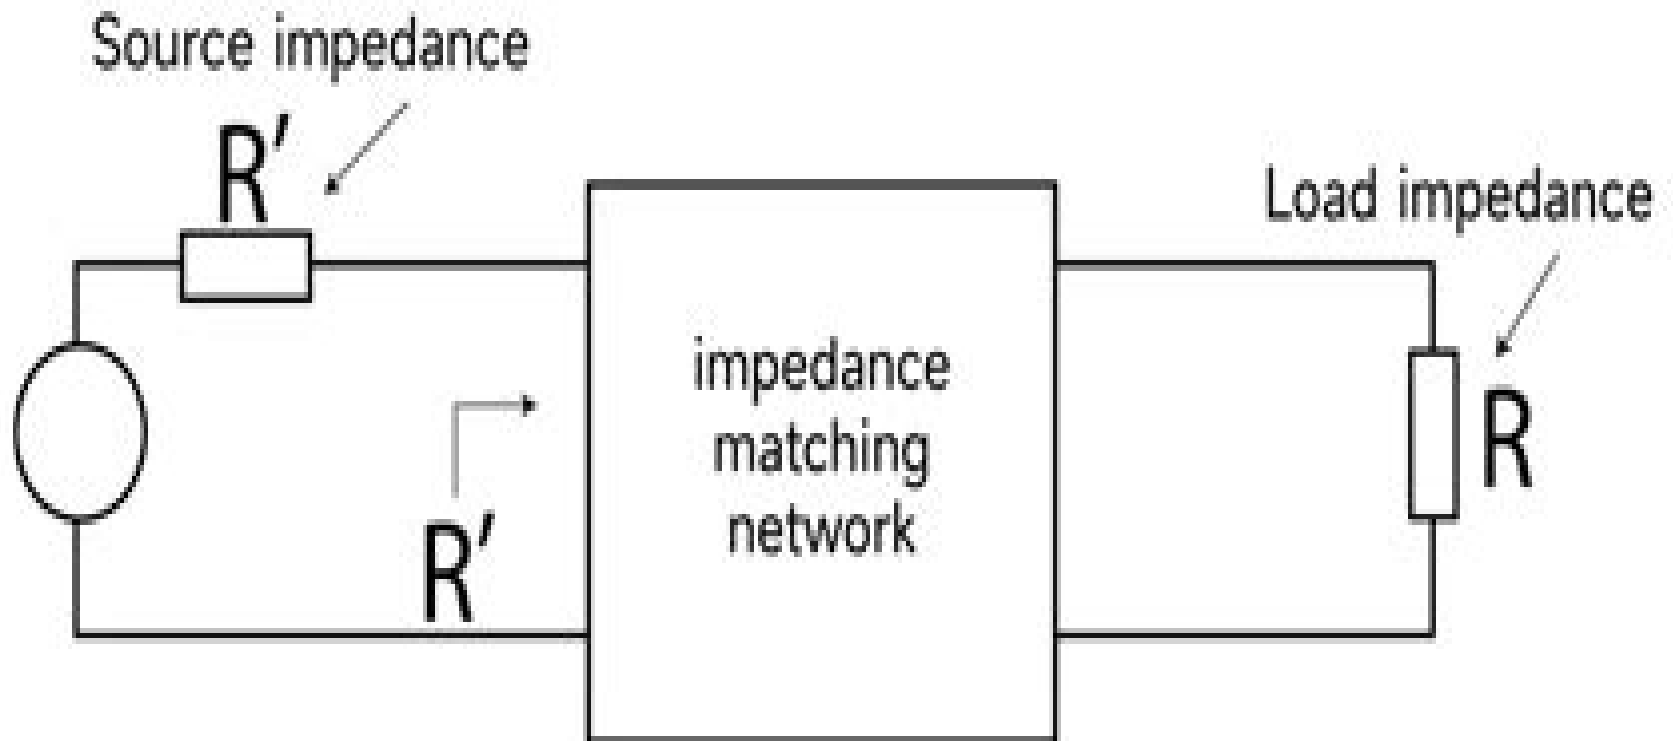 Source impedance
R′
Load impedance
impedance
matching
network
R
R′